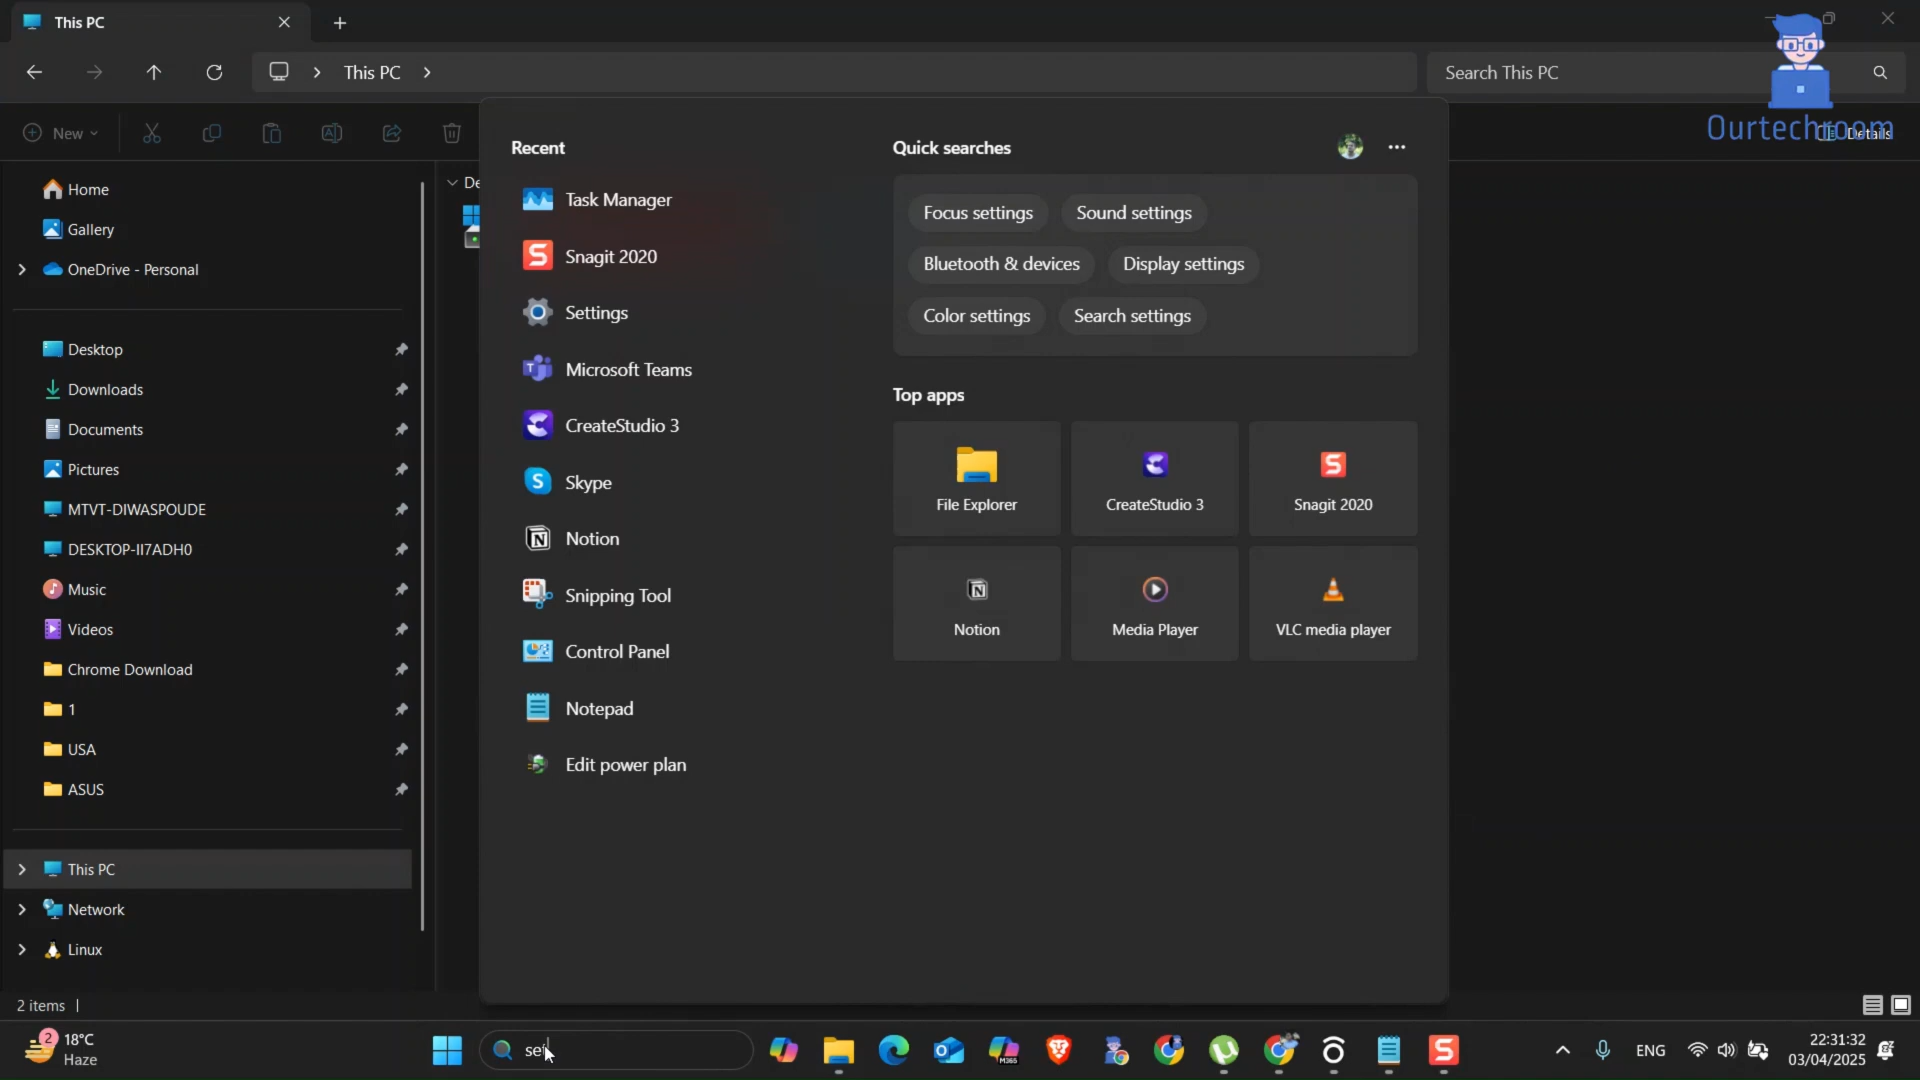 This PC
This PC
Search This PC
Ourtechroom
New
Details
Home
Gallery
OneDrive - Personal
Desktop
Downloads
Documents
Pictures
MTVT-DIWASPOUDE
DESKTOP-II7ADH0
Music
Videos
Chrome Download
1
USA
ASUS
This PC
Network
Linux
2 items
De
Recent
Task Manager
Snagit 2020
Settings
Microsoft Teams
CreateStudio 3
Skype
Notion
Snipping Tool
Control Panel
Notepad
Edit power plan
Quick searches
Focus settings
Sound settings
Bluetooth & devices
Display settings
Color settings
Search settings
Top apps
File Explorer
CreateStudio 3
Snagit 2020
Notion
Media Player
VLC media player
2
18°C
Haze
set
M365
ENG
22:31:32
03/04/2025